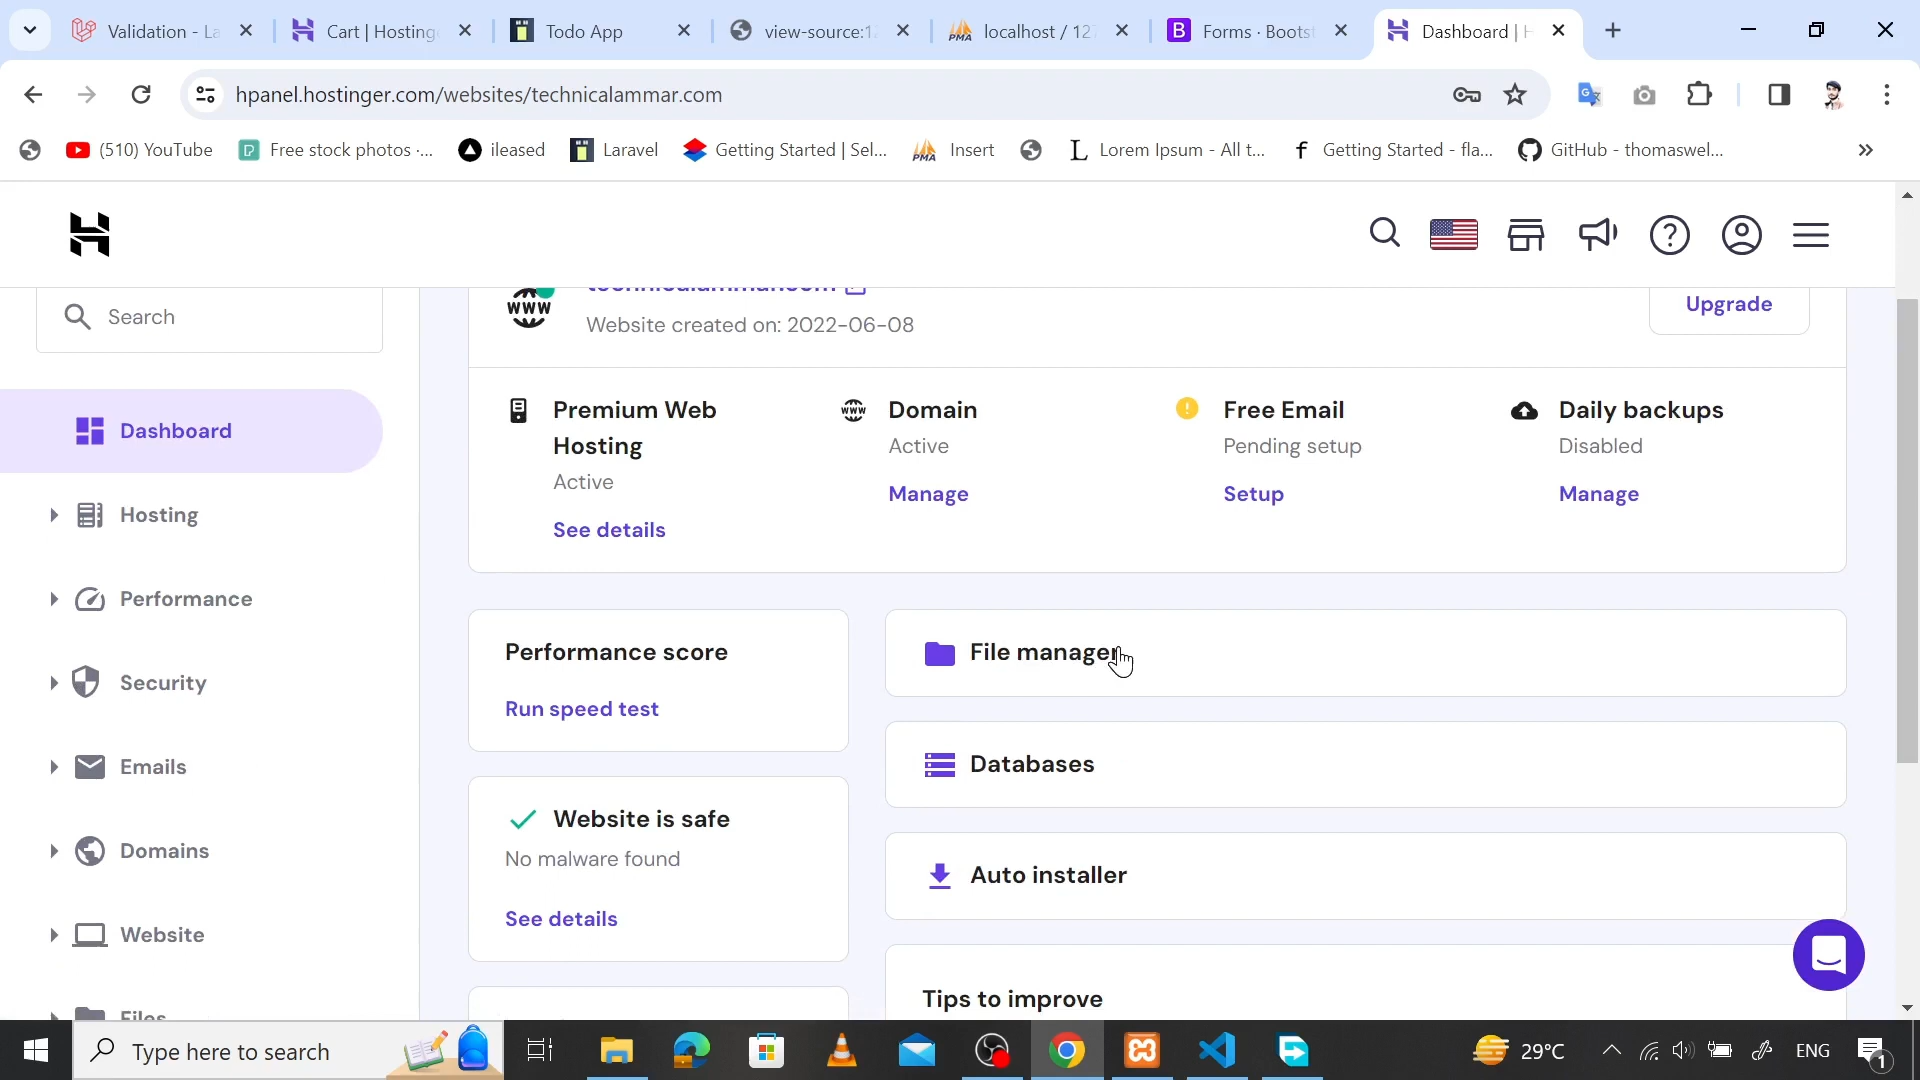 Validation - La
Cart | Hosting
Todo App
view-source:12
localhost / 127
Forms · Boots
Dashboard | H
hpanel.hostinger.com/websites/technicalammar.com
(510) YouTube
Free stock photos ·...
ileased
Laravel
Getting Started | Sel...
Insert
Lorem Ipsum - All t...
Getting Started - fla...
GitHub - thomaswel...
Search
technicalammar.com
Website created on: 2022-06-08
Upgrade
Premium Web
Hosting
Active
See details
Domain
Active
Manage
Free Email
Pending setup
Setup
Daily backups
Disabled
Manage
Dashboard
Hosting
Performance
Security
Emails
Domains
Website
Files
Performance score
Run speed test
Website is safe
No malware found
See details
File manager
Databases
Auto installer
Tips to improve
Type here to search
29°C
ENG
1